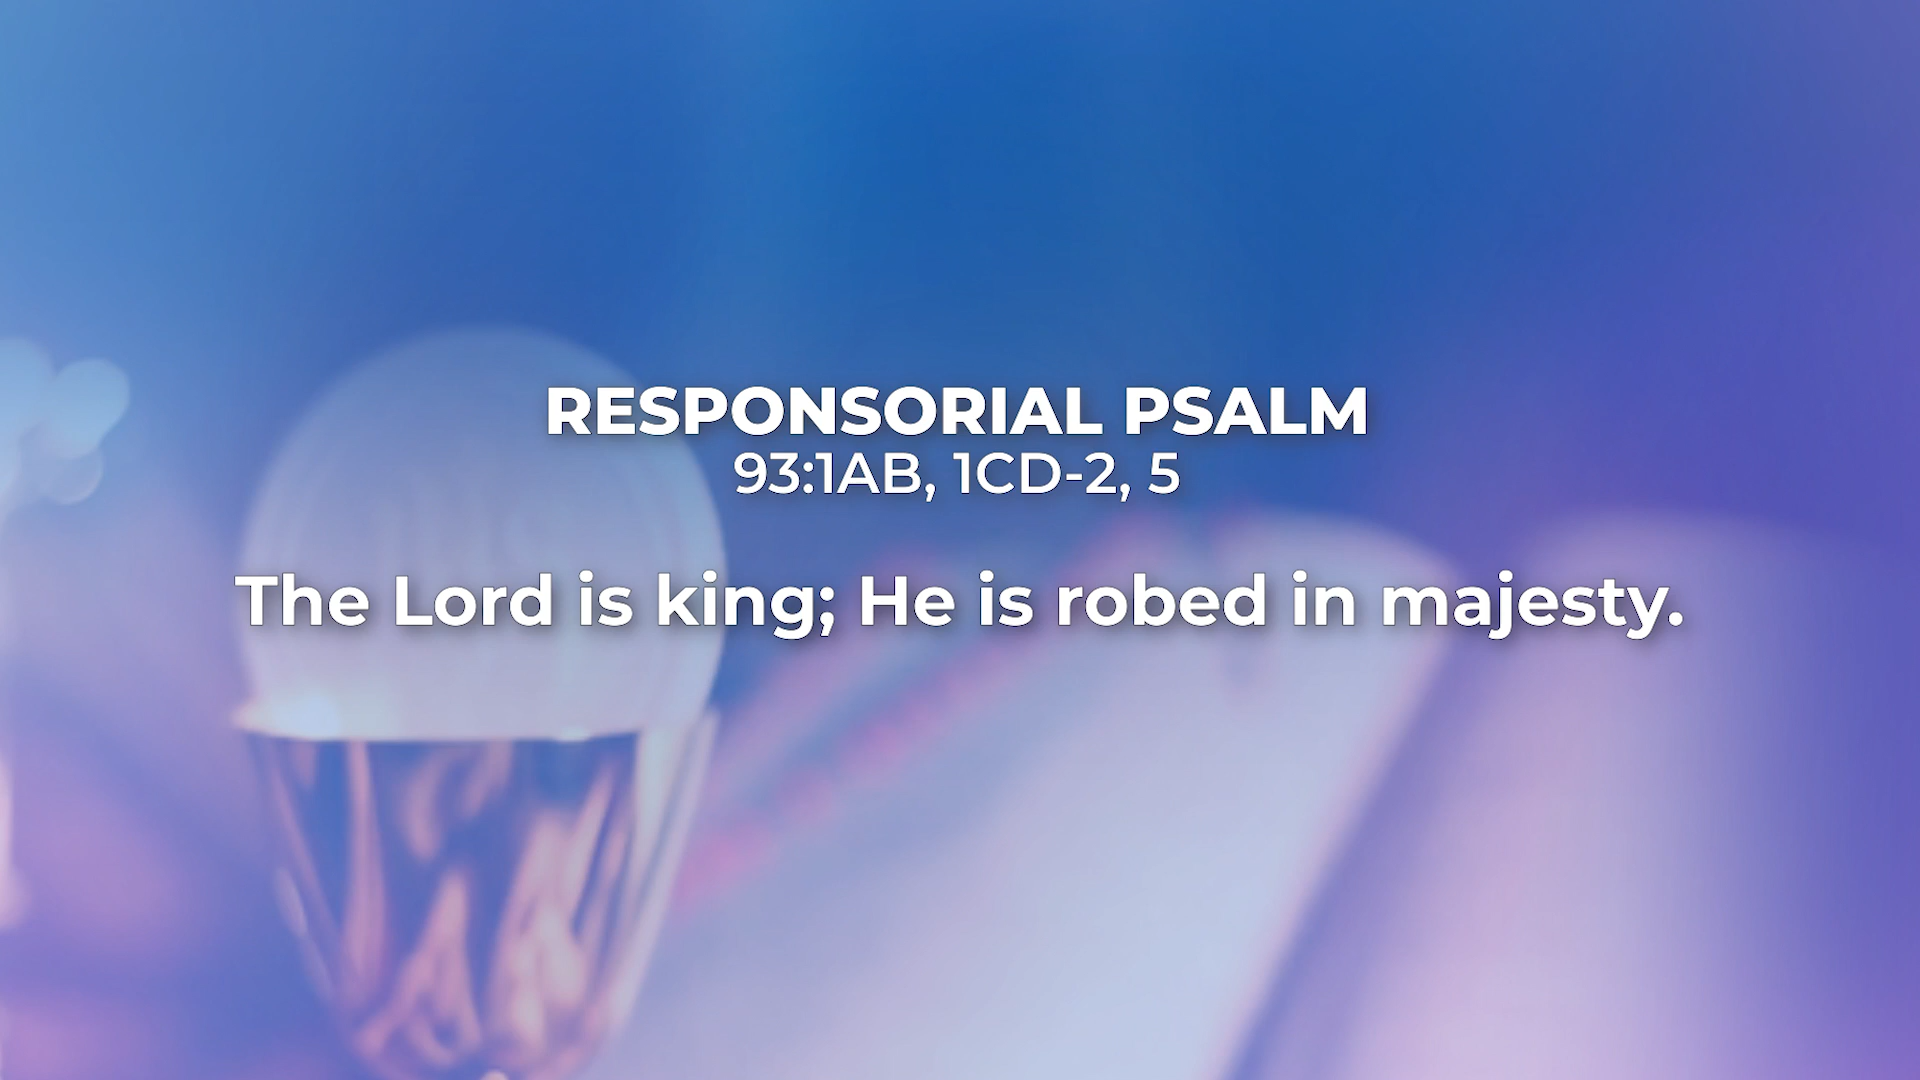 RESPONSORIAL PSALM
93:1AB, 1CD-2, 5
The Lord is king; He is robed in majesty.